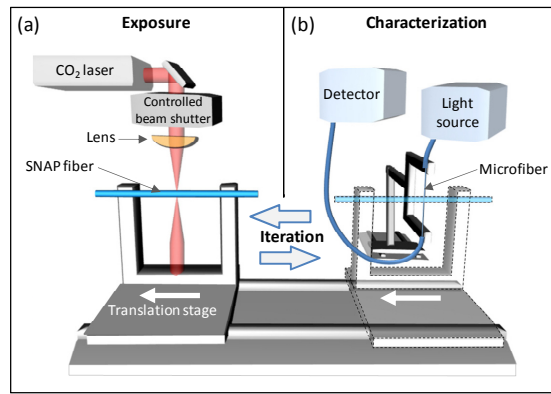 (a)
Exposure
CO2 laser
Controlled
beam shutter
Lens
SNAP fiber
Translation stage
Iteration
(b)
Characterization
Detector
Light
source
Microfiber